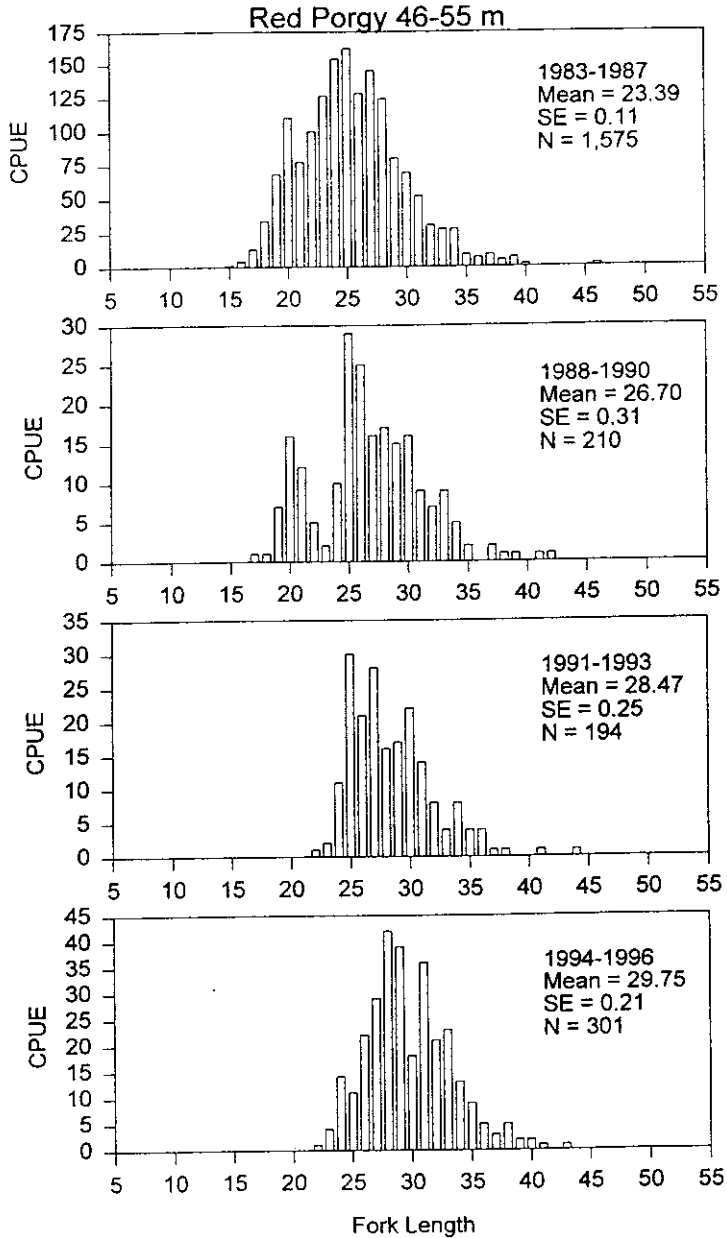 Red Porgy 46-55 m
175
150
125
100
75
50
25
0
CPUE
1983-1987
Mean = 23.39
SE = 0.11
N = 1,575
5 10 15 20 25 30 35 40 45 50 55
30
25
20
15
10
5
0
CPUE
1988-1990
Mean = 26.70
SE = 0.31
N = 210
5 10 15 20 25 30 35 40 45 50 55
35
30
25
20
15
10
5
0
CPUE
1991-1993
Mean = 28.47
SE = 0.25
N = 194
5 10 15 20 25 30 35 40 45 50 55
45
40
35
30
25
20
15
10
5
0
CPUE
1994-1996
Mean = 29.75
SE = 0.21
N = 301
5 10 15 20 25 30 35 40 45 50 55
Fork Length